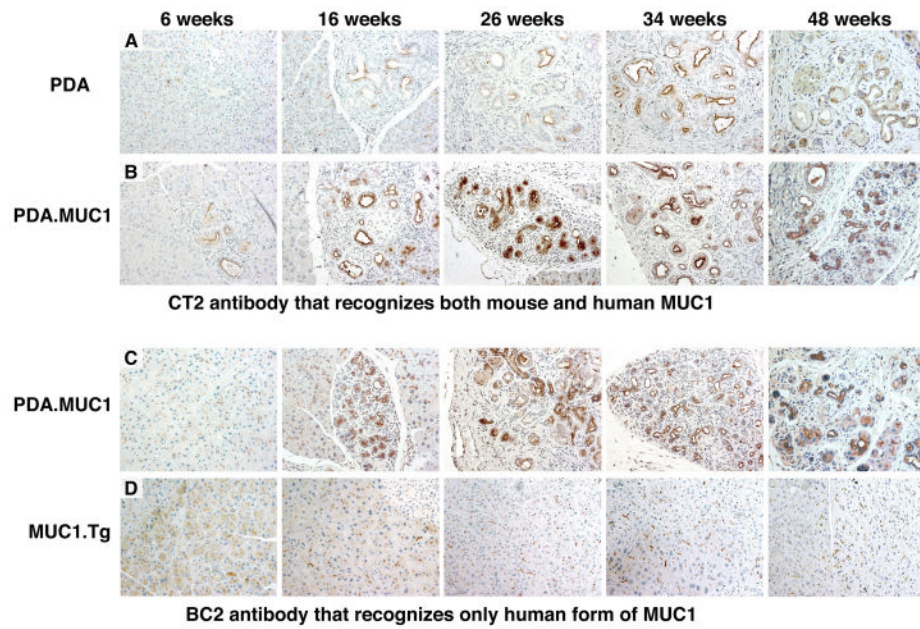 6 weeks 16 weeks 26 weeks 34 weeks 48 weeks
A
PDA
B
PDA.MUC1
CT2 antibody that recognizes both mouse and human MUC1
C
PDA.MUC1
D
MUC1.Tg
BC2 antibody that recognizes only human form of MUC1